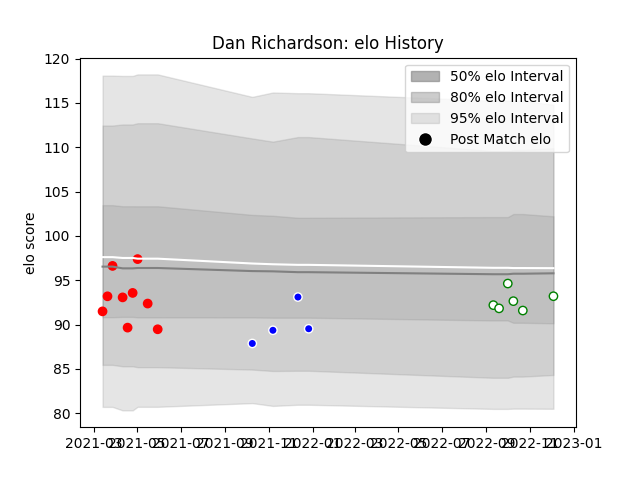 Dan Richardson: elo History
120
115
110
105
100
95
90
85
80
elo score
50% elo Interval
80% elo Interval
95% elo Interval
Post Match elo
2021-03 2021-05 2021-07 2021-09 2021-11 2022-01 2022-03 2022-05 2022-07 2022-09 2022-11 2023-01